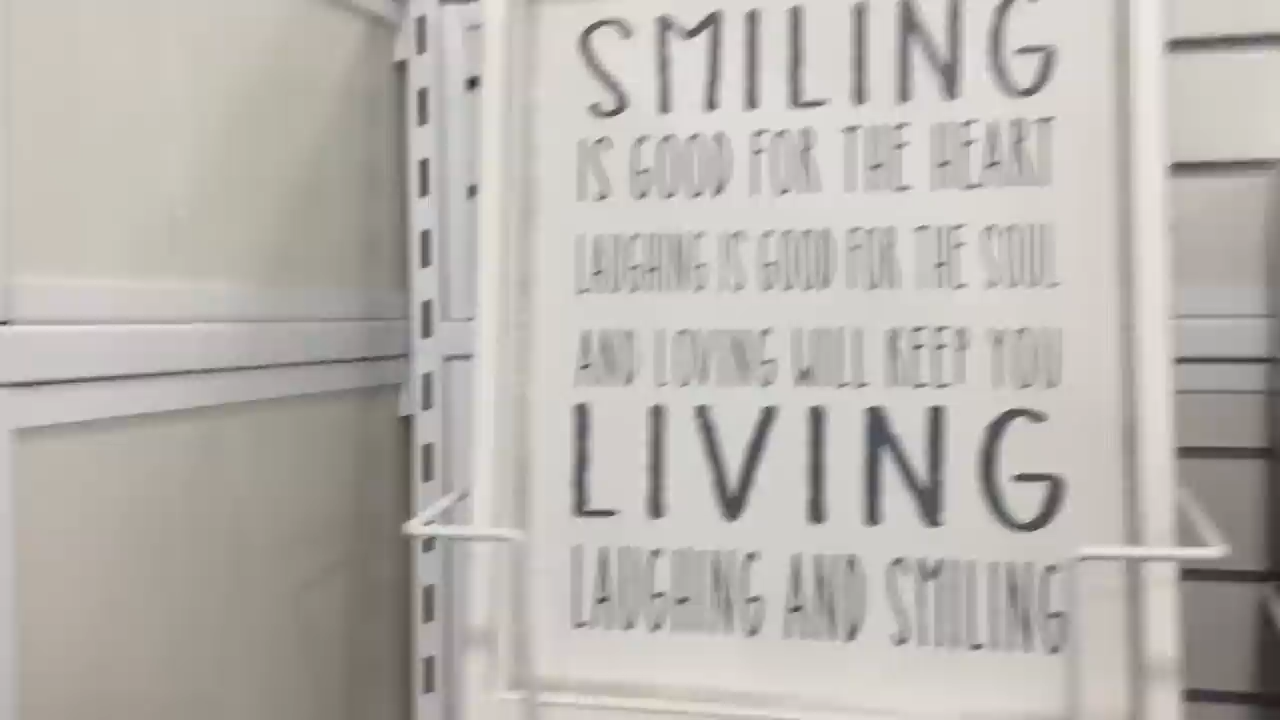 SMILING
IS GOOD FOR THE HEART
LAUGHING IS GOOD FOR THE SOUL
AND LOVING WILL KEEP YOU
LIVING
LAUGHING AND SMILING